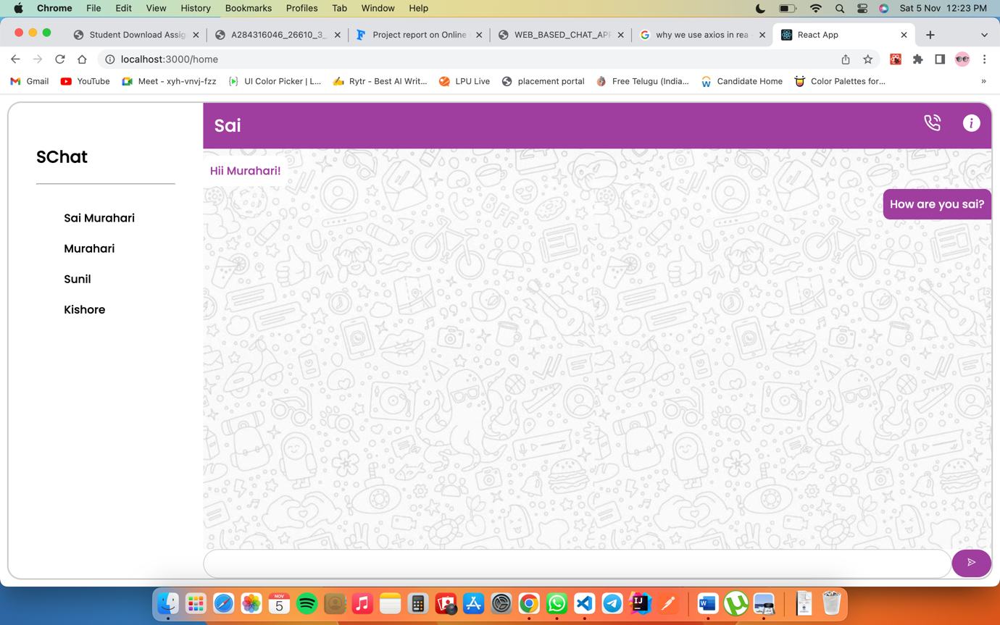 Chrome File Edit View History Bookmarks Profiles Tab Window Help Sat 5 Nov 12:23 PM
Student Download Assig A284316046_26610_3_ Project report on Online WEB_BASED_CHAT_APP why we use axios in rea React App
localhost:3000/home
Gmail YouTube Meet - xyh-vnvj-fzz UI Color Picker | L... Rytr - Best AI Writ... LPU Live placement portal Free Telugu (India... Candidate Home Color Palettes for... »
Sai
SChat
Hii Murahari!
How are you sai?
Sai Murahari
Murahari
Sunil
Kishore
NOV
5